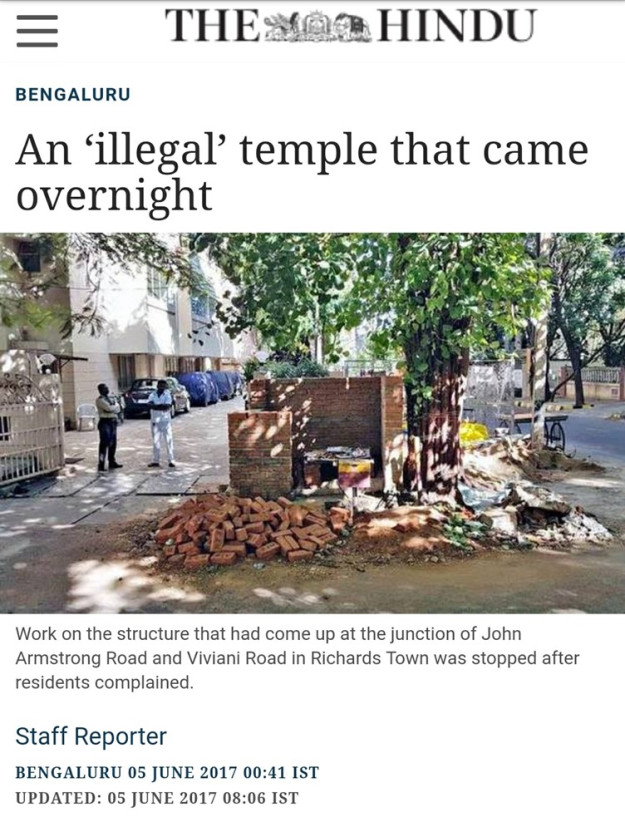 THE HINDU
BENGALURU
An ‘illegal’ temple that came
overnight
Work on the structure that had come up at the junction of John
Armstrong Road and Viviani Road in Richards Town was stopped after
residents complained.
Staff Reporter
BENGALURU 05 JUNE 2017 00:41 IST
UPDATED: 05 JUNE 2017 08:06 IST